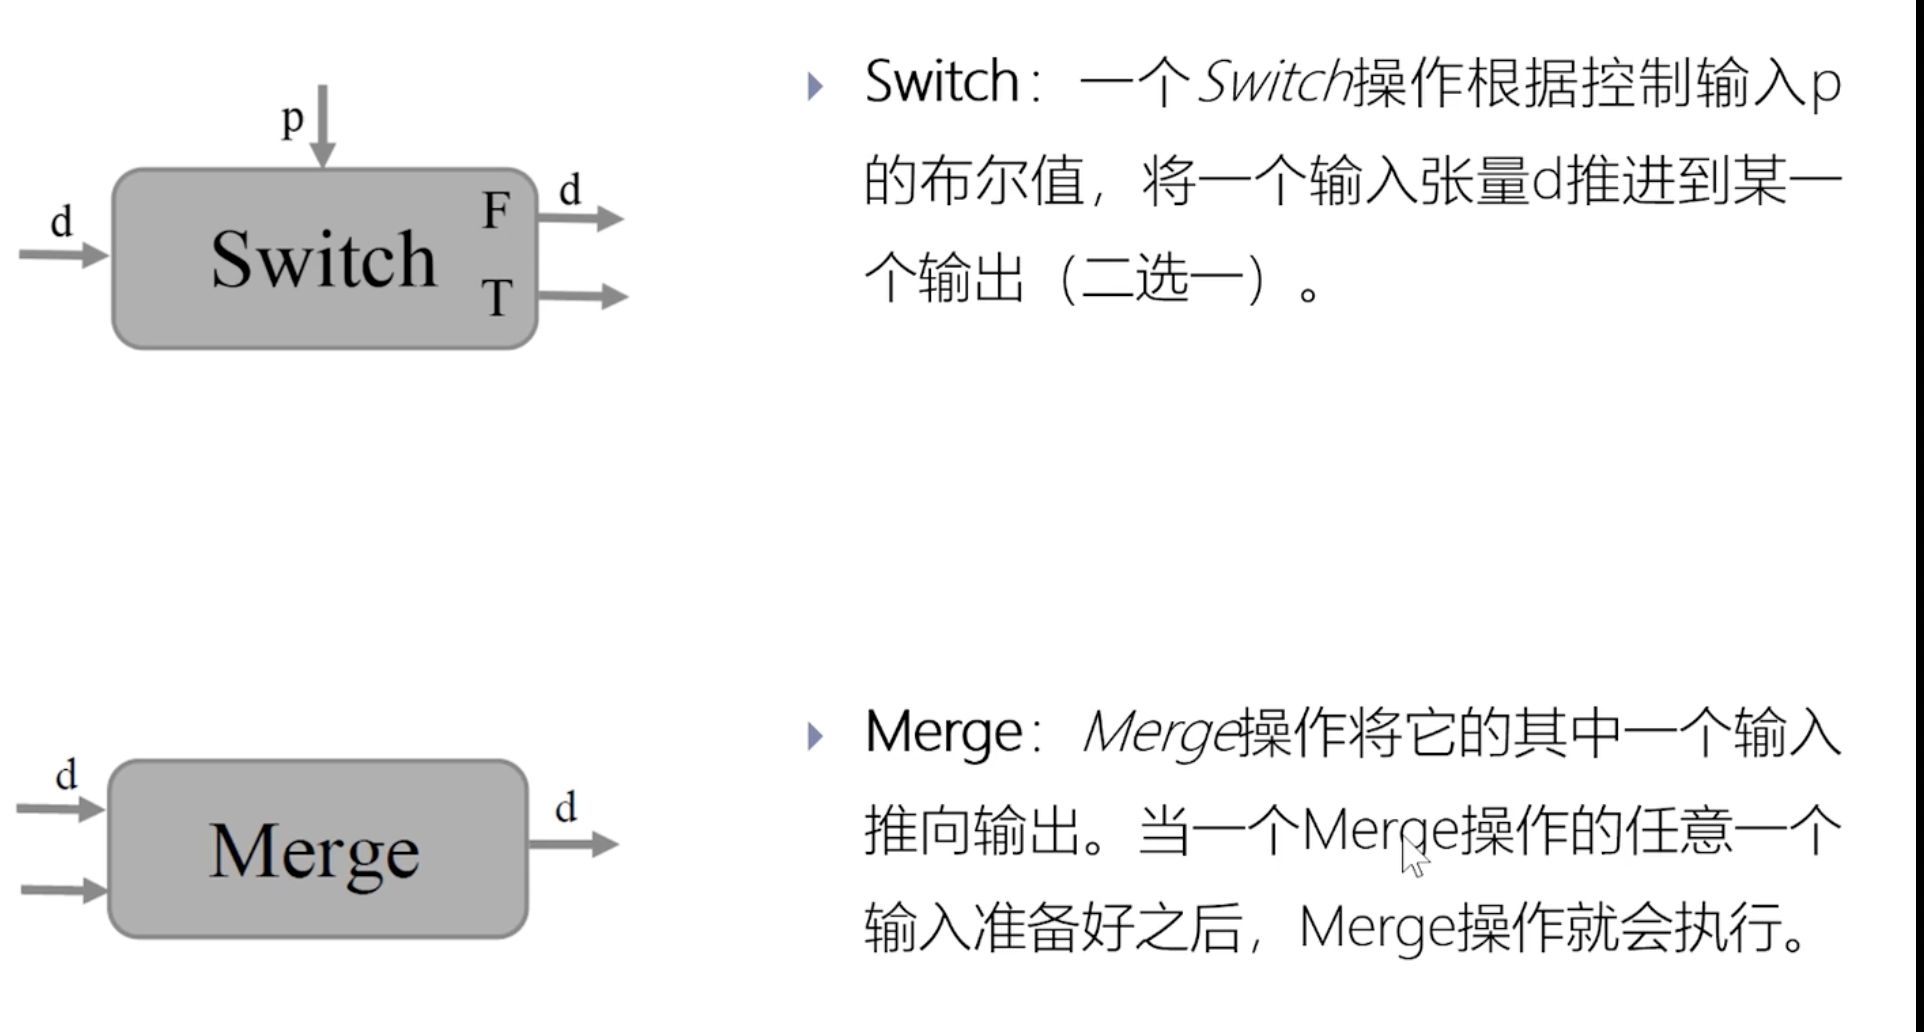 p
d
Switch
F
d
T
Switch：一个Switch操作根据控制输入p
的布尔值，将一个输入张量d推进到某一
个输出（二选一）。
d
Merge
d
Merge：Merge操作将它的其中一个输入
推向输出。当一个Merge操作的任意一个
输入准备好之后，Merge操作就会执行。